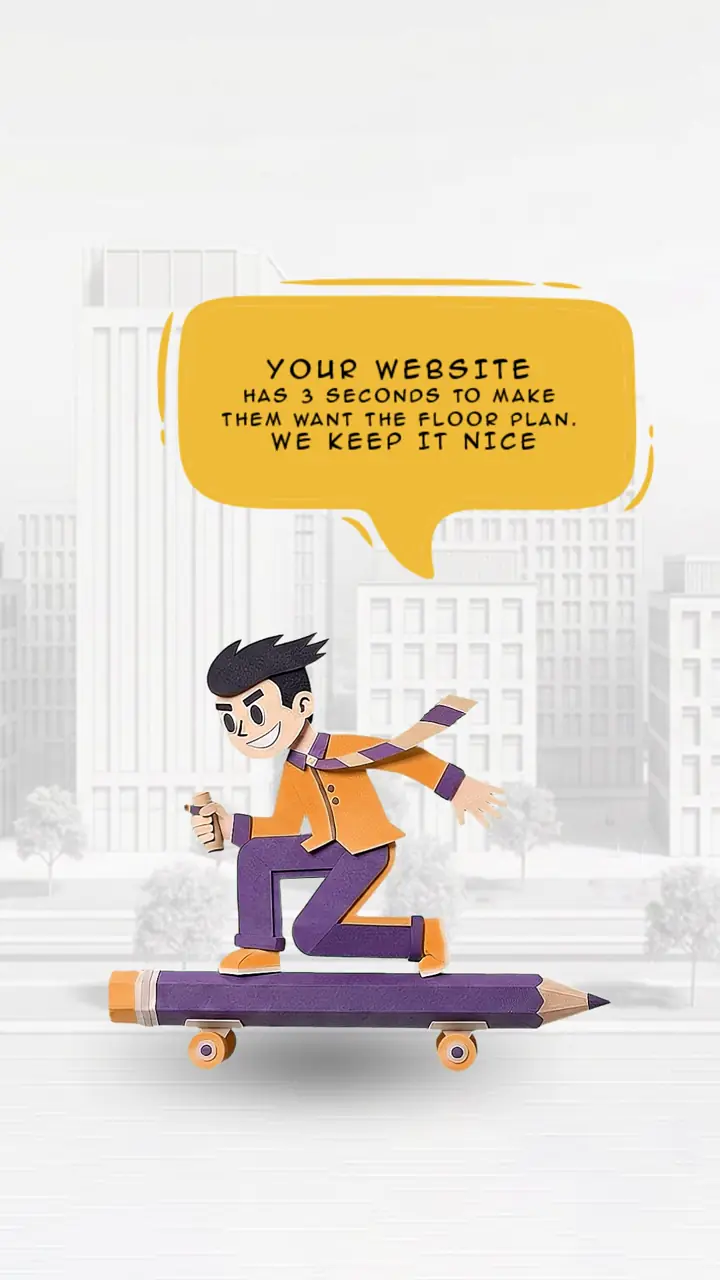 YOUR WEBSITE
HAS 3 SECONDS TO MAKE
THEM WANT THE FLOOR PLAN.
WE KEEP IT NICE